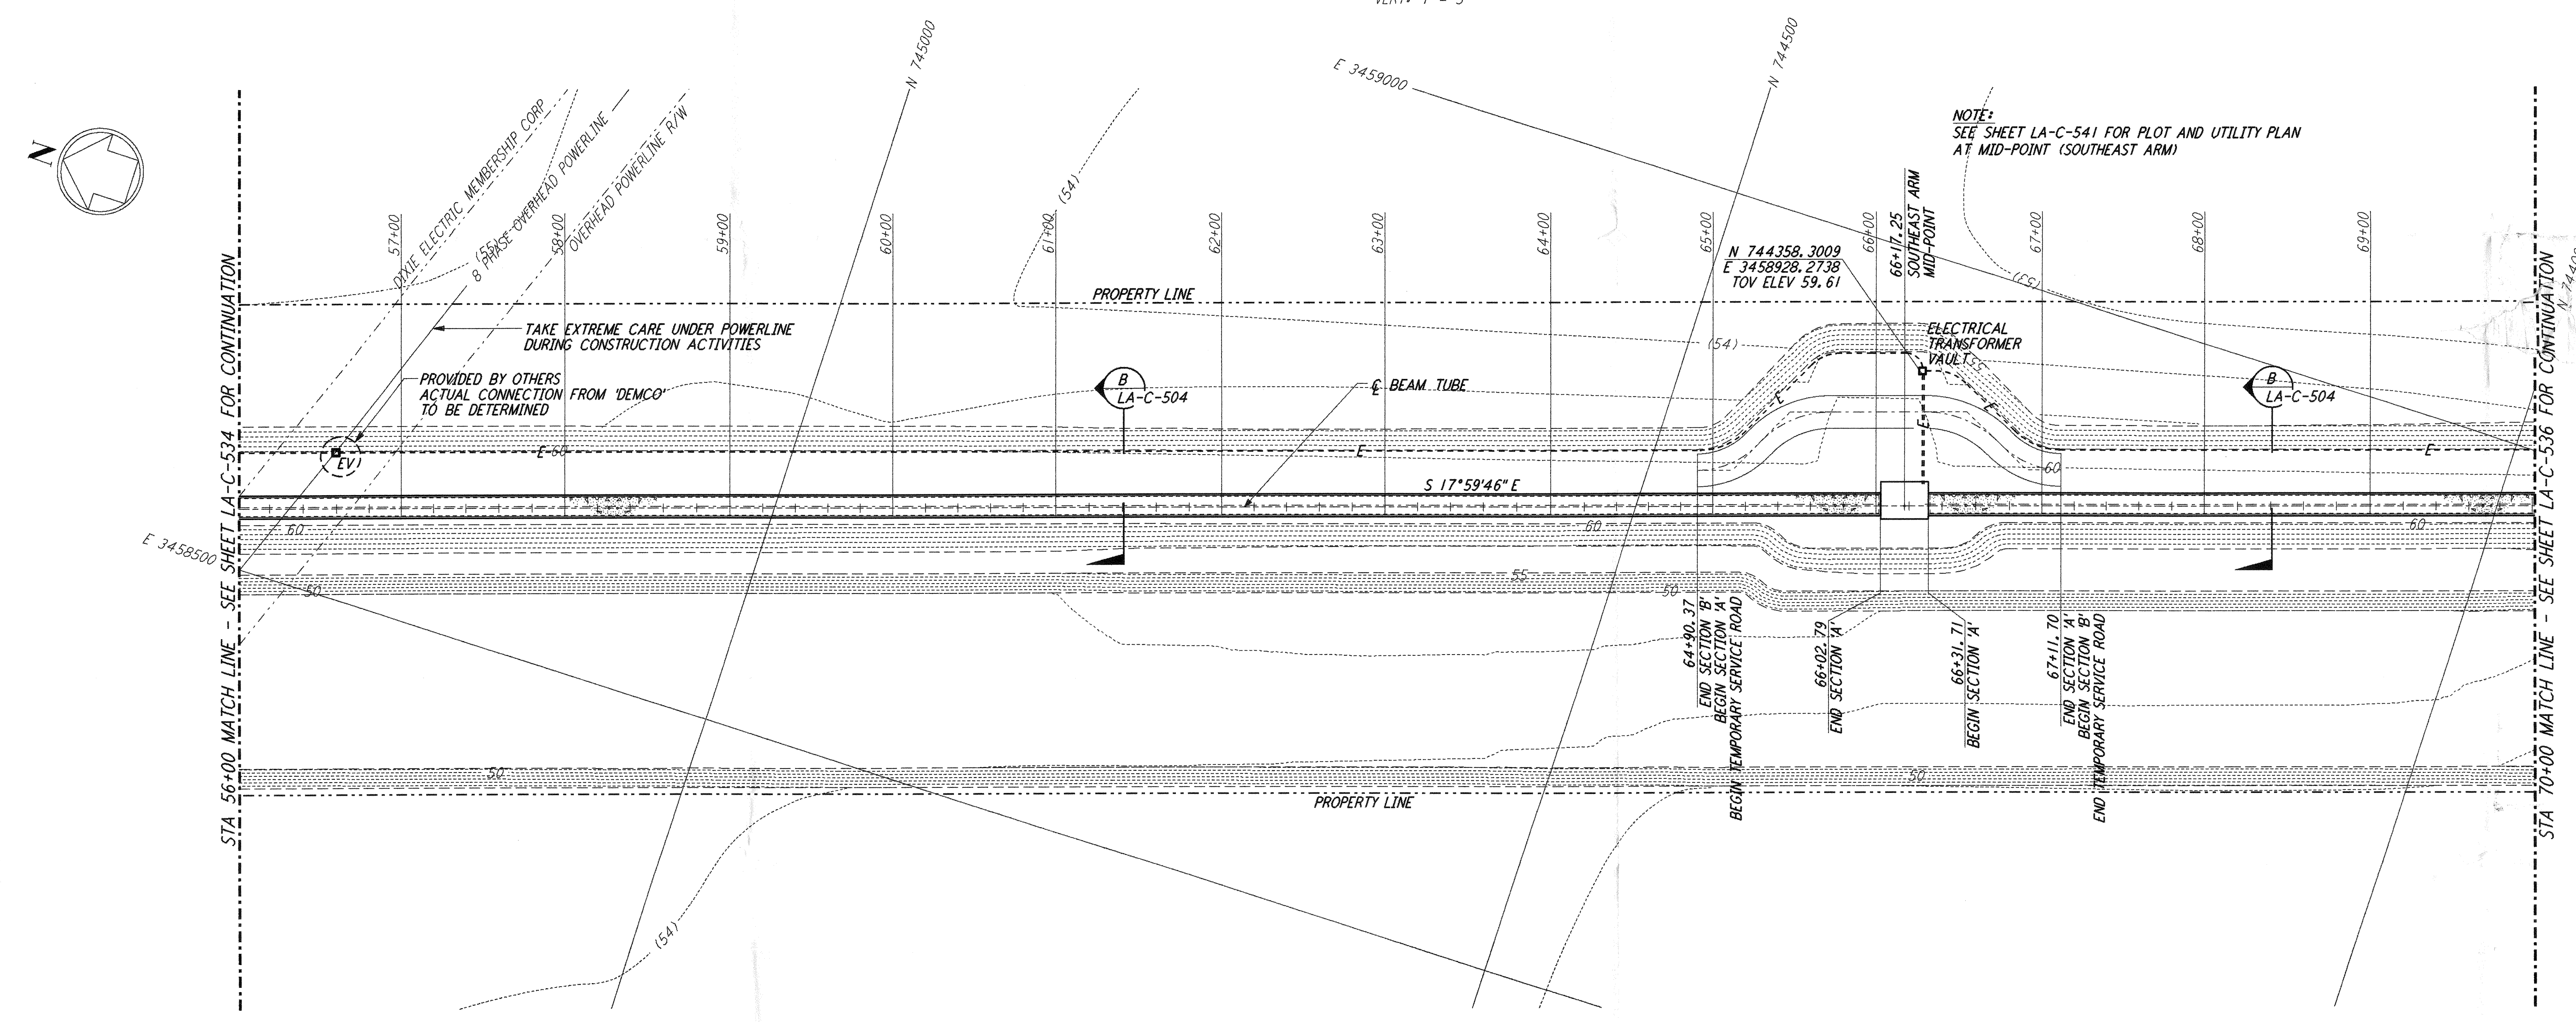 N
STA 56+00 MATCH LINE - SEE SHEET LA-C-534 FOR CONTINUATION
DIXIE ELECTRIC MEMBERSHIP CORP
(55)
8 PHASE OVERHEAD POWERLINE
OVERHEAD POWERLINE R/W
N 745000
E 3459000
N 744500
NOTE:
SEE SHEET LA-C-541 FOR PLOT AND UTILITY PLAN
AT MID-POINT (SOUTHEAST ARM)
57+00
58+00
59+00
60+00
61+00
62+00
63+00
64+00
65+00
66+00
66+17.25
SOUTHEAST ARM
MID-POINT
67+00
68+00
69+00
(54)
N 744358.3009
E 3458928.2738
TOV ELEV 59.61
(53)
PROPERTY LINE
TAKE EXTREME CARE UNDER POWERLINE
DURING CONSTRUCTION ACTIVITIES
(54)
ELECTRICAL
TRANSFORMER
VAULT
55
PROVIDED BY OTHERS
ACTUAL CONNECTION FROM 'DEMCO'
TO BE DETERMINED
B
LA-C-504
℄ BEAM TUBE
B
LA-C-504
EV
E 60
E
E
E
E
E
60
S 17°59'46" E
60
60
60
E 3458500
50
55
50
64+90.37
END SECTION 'B'
BEGIN SECTION 'A'
BEGIN TEMPORARY SERVICE ROAD
66+02.79
END SECTION 'A'
66+31.71
BEGIN SECTION 'A
67+11.70
END SECTION 'A'
BEGIN SECTION 'B'
END TEMPORARY SERVICE ROAD
50
50
PROPERTY LINE
(54)
STA 70+00 MATCH LINE - SEE SHEET LA-C-536 FOR CONTINUATION